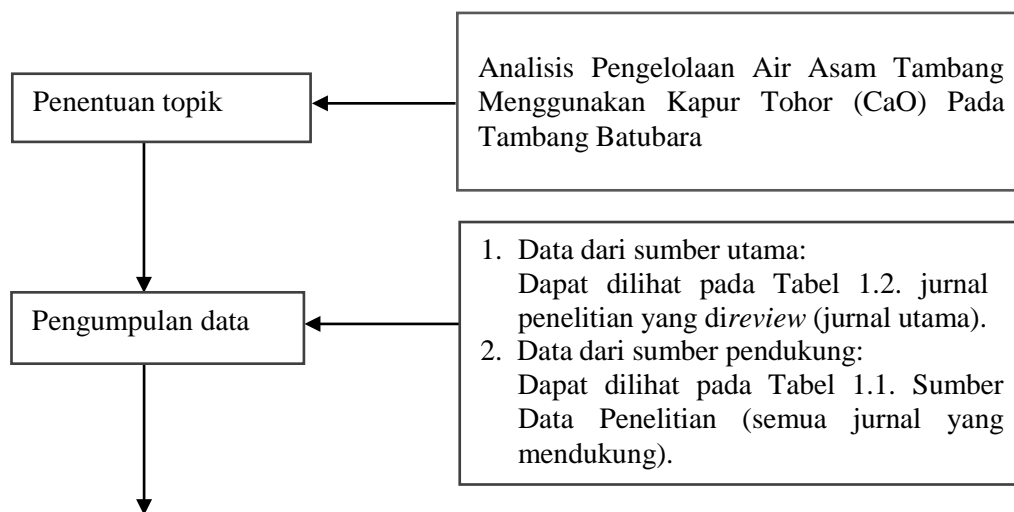 Penentuan topik
Analisis Pengelolaan Air Asam Tambang
Menggunakan Kapur Tohor (CaO) Pada
Tambang Batubara
Pengumpulan data
1. Data dari sumber utama:
Dapat dilihat pada Tabel 1.2. jurnal
penelitian yang direview (jurnal utama).
2. Data dari sumber pendukung:
Dapat dilihat pada Tabel 1.1. Sumber
Data Penelitian (semua jurnal yang
mendukung).